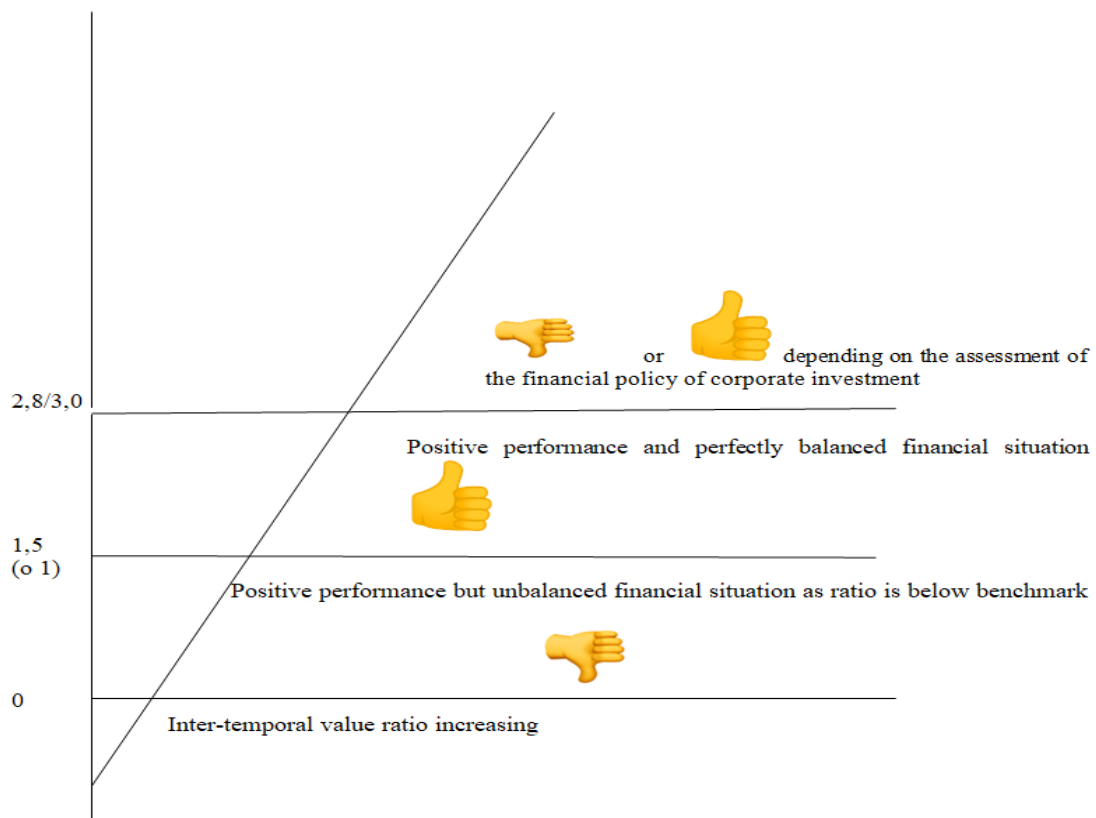 or depending on the assessment of
the financial policy of corporate investment
2,8/3,0
Positive performance and perfectly balanced financial situation
1,5
(o 1)
Positive performance but unbalanced financial situation as ratio is below benchmark
0
Inter-temporal value ratio increasing